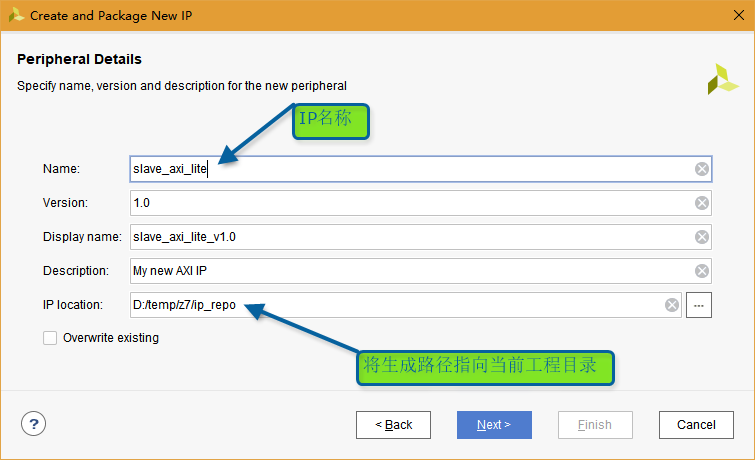 Create and Package New IP
Peripheral Details
Specify name, version and description for the new peripheral
IP名称
Name:
slave_axi_lite
Version:
1.0
Display name:
slave_axi_lite_v1.0
Description:
My new AXI IP
IP location:
D:/temp/z7/ip_repo
...
Overwrite existing
将生成路径指向当前工程目录
?
< Back
Next >
Finish
Cancel